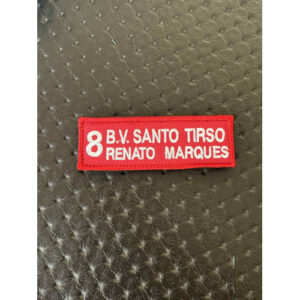 8 B.V. SANTO TIRSO
RENATO MARQUES